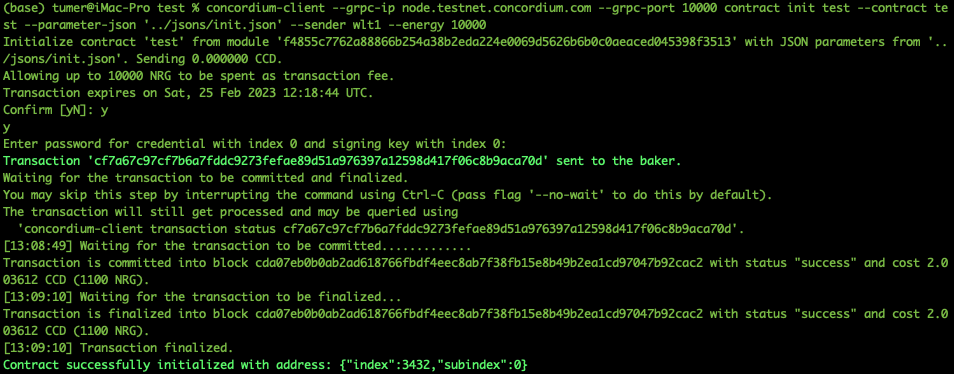 (base) tumer@iMac-Pro test % concordium-client --grpc-ip node.testnet.concordium.com --grpc-port 10000 contract init test --contract te
st --parameter-json '../jsons/init.json' --sender wlt1 --energy 10000
Initialize contract 'test' from module 'f4855c7762a88866b254a38b2eda224e0069d5626b6b0c0aeaced045398f3513' with JSON parameters from '..
/jsons/init.json'. Sending 0.000000 CCD.
Allowing up to 10000 NRG to be spent as transaction fee.
Transaction expires on Sat, 25 Feb 2023 12:18:44 UTC.
Confirm [yN]: y
y
Enter password for credential with index 0 and signing key with index 0:
Transaction 'cf7a67c97cf7b6a7fddc9273fefae89d51a976397a12598d417f06c8b9aca70d' sent to the baker.
Waiting for the transaction to be committed and finalized.
You may skip this step by interrupting the command using Ctrl-C (pass flag '--no-wait' to do this by default).
The transaction will still get processed and may be queried using
  'concordium-client transaction status cf7a67c97cf7b6a7fddc9273fefae89d51a976397a12598d417f06c8b9aca70d'.
[13:08:49] Waiting for the transaction to be committed.............
Transaction is committed into block cda07eb0b0ab2ad618766fbdf4eec8ab7f38fb15e8b49b2ea1cd97047b92cac2 with status "success" and cost 2.0
03612 CCD (1100 NRG).
[13:09:10] Waiting for the transaction to be finalized...
Transaction is finalized into block cda07eb0b0ab2ad618766fbdf4eec8ab7f38fb15e8b49b2ea1cd97047b92cac2 with status "success" and cost 2.0
03612 CCD (1100 NRG).
[13:09:10] Transaction finalized.
Contract successfully initialized with address: {"index":3432,"subindex":0}